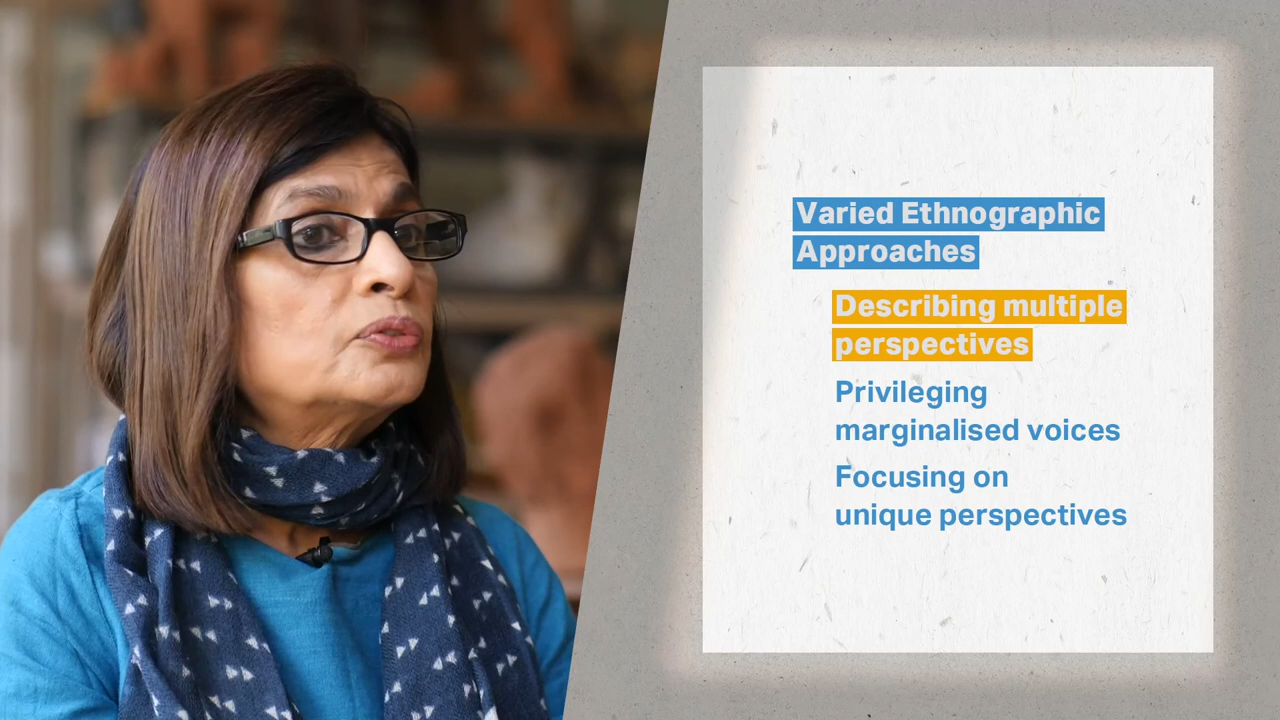 Varied Ethnographic
Approaches
Describing multiple
perspectives
Privileging
marginalised voices
Focusing on
unique perspectives